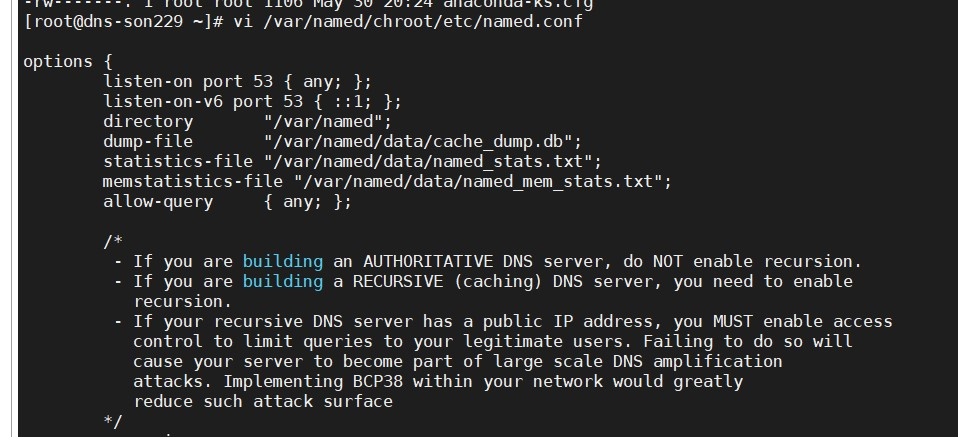 -rw-------. 1 root root 1106 May 30 20:24 anaconda-ks.cfg
[root@dns-son229 ~]# vi /var/named/chroot/etc/named.conf
options {
listen-on port 53 { any; };
listen-on-v6 port 53 { ::1; };
directory "/var/named";
dump-file "/var/named/data/cache_dump.db";
statistics-file "/var/named/data/named_stats.txt";
memstatistics-file "/var/named/data/named_mem_stats.txt";
allow-query { any; };
/*
- If you are building an AUTHORITATIVE DNS server, do NOT enable recursion.
- If you are building a RECURSIVE (caching) DNS server, you need to enable
recursion.
- If your recursive DNS server has a public IP address, you MUST enable access
control to limit queries to your legitimate users. Failing to do so will
cause your server to become part of large scale DNS amplification
attacks. Implementing BCP38 within your network would greatly
reduce such attack surface
*/